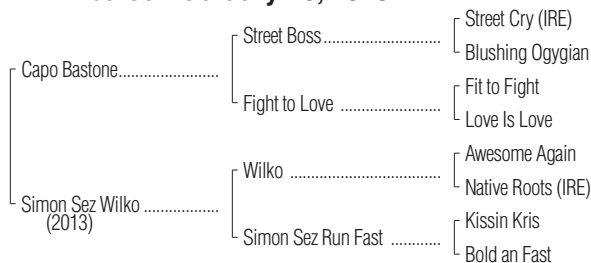 Street Cry (IRE)
Street Boss
Blushing Ogygian
Capo Bastone
Fit to Fight
Fight to Love
Love Is Love
Awesome Again
Wilko
Native Roots (IRE)
Simon Sez Wilko
(2013)
Kissin Kris
Simon Sez Run Fast
Bold an Fast